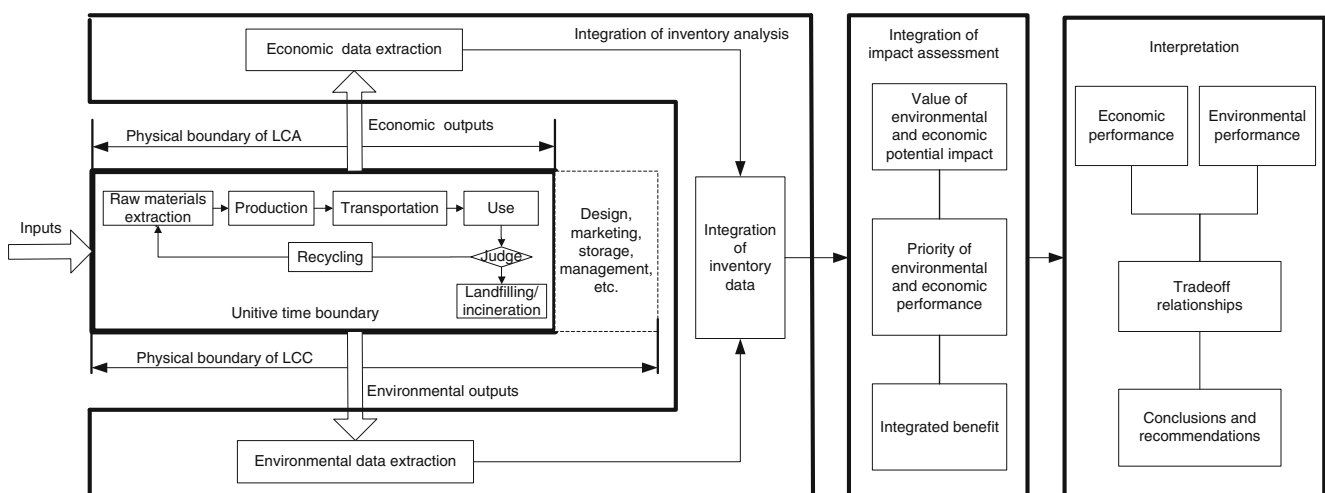 Economic data extraction
Integration of inventory analysis
Economic outputs
Physical boundary of LCA
Inputs
Raw materials
extraction
Production
Transportation
Use
Recycling
Judge
Landfilling/
incineration
Unitive time boundary
Design,
marketing,
storage,
management,
etc.
Physical boundary of LCC
Environmental outputs
Environmental data extraction
Integration
of
inventory
data
Integration of
impact assessment
Value of
environmental
and economic
potential impact
Priority of
environmental
and economic
performance
Integrated benefit
Interpretation
Economic
performance
Environmental
performance
Tradeoff
relationships
Conclusions and
recommendations